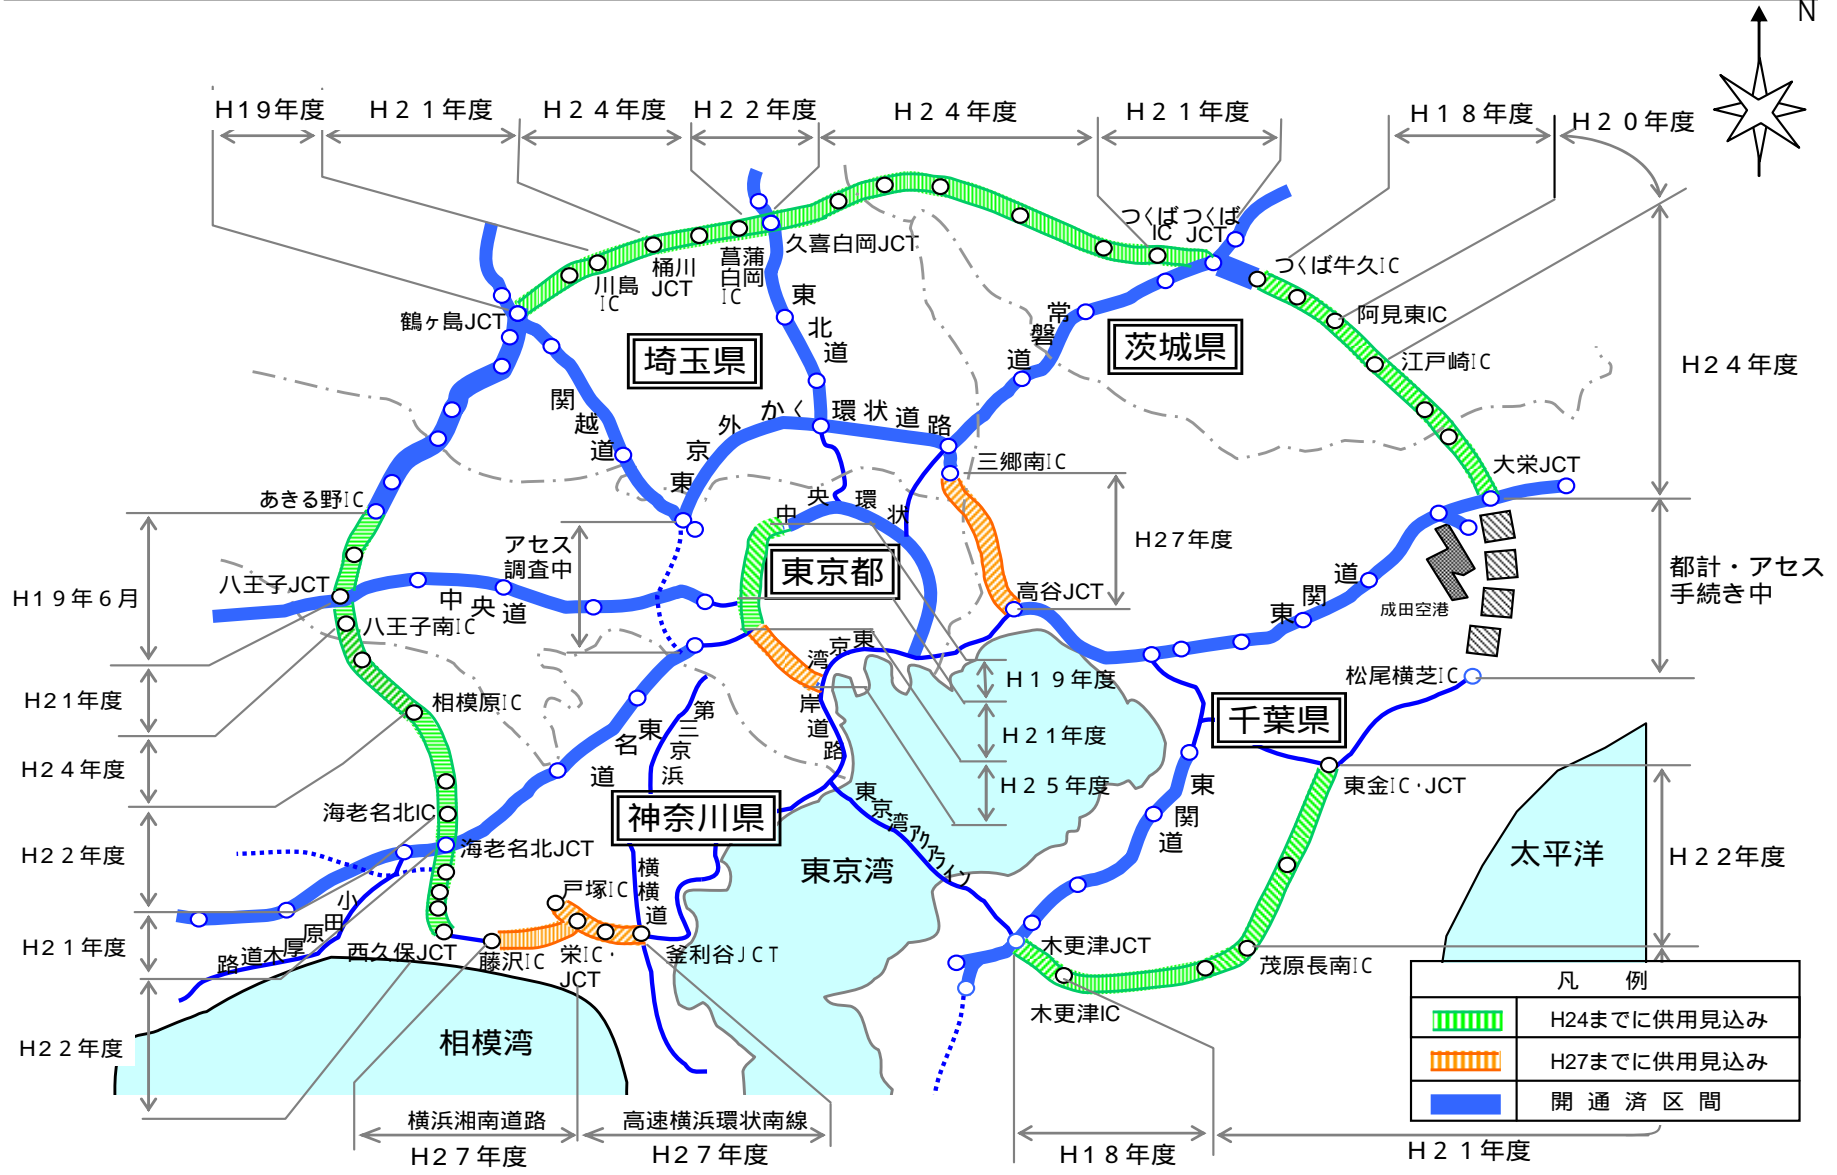 N
H19年度
H21年度
H24年度
H22年度
H24年度
H21年度
H18年度
H20年度
つくば
IC
つくば
JCT
久喜白岡JCT
菖蒲
白岡
IC
桶川
JCT
川島
IC
つくば牛久IC
鶴ヶ島JCT
阿見東IC
江戸崎IC
H24年度
埼玉県
茨城県
東北道
常磐道
関越道
東京外かく環状道路
三郷南IC
大栄JCT
あきる野IC
中央環状
アセス
調査中
H27年度
東京都
都計・アセス
手続き中
八王子JCT
H19年6月
中央道
高谷JCT
東関道
成田空港
八王子南IC
東京湾岸道路
松尾横芝IC
H19年度
H21年度
相模原IC
第三京浜
東名道
千葉県
H21年度
H24年度
H25年度
東金IC・JCT
東京湾アクアライン
東関道
海老名北IC
神奈川県
海老名北JCT
H22年度
東京湾
太平洋
H22年度
戸塚IC
横横道
小田原厚木道路
H21年度
西久保JCT
藤沢IC
栄IC・
JCT
釜利谷JCT
木更津JCT
茂原長南IC
木更津IC
凡例
H24までに供用見込み
H27までに供用見込み
開通済区間
H22年度
相模湾
横浜湘南道路
H27年度
高速横浜環状南線
H27年度
H18年度
H21年度